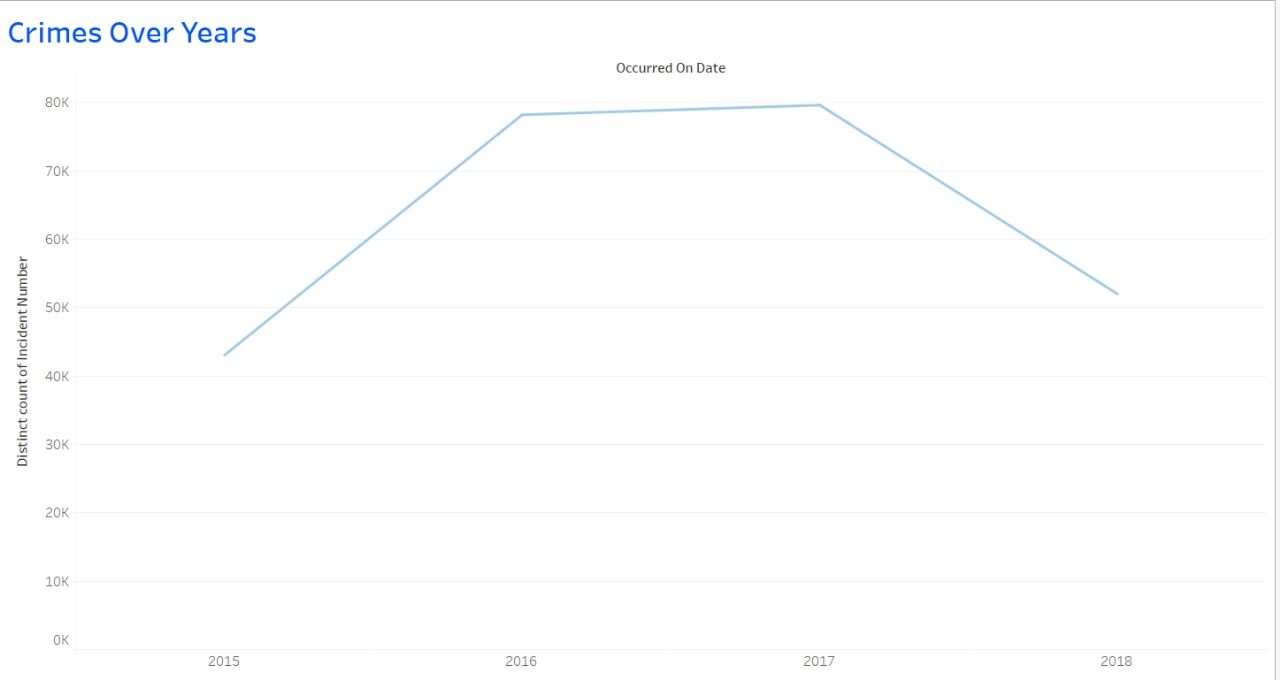 Crimes Over Years
Occurred On Date
Distinct count of Incident Number
80K
70K
60K
50K
40K
30K
20K
10K
0K
2015 2016 2017 2018